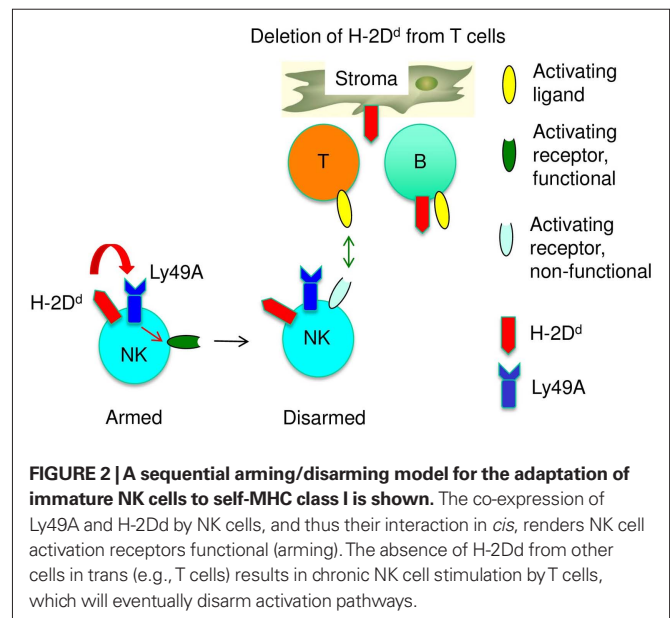 Deletion of H-2Dᵈ from T cells
Stroma
T
B
Activating
ligand
Activating
receptor,
functional
Activating
receptor,
non-functional
H-2Dᵈ
Ly49A
H-2Dᵈ
Ly49A
NK
Armed
NK
Disarmed
FIGURE 2 | A sequential arming/disarming model for the adaptation of
immature NK cells to self-MHC class I is shown. The co-expression of
Ly49A and H-2Dd by NK cells, and thus their interaction in cis, renders NK cell
activation receptors functional (arming). The absence of H-2Dd from other
cells in trans (e.g., T cells) results in chronic NK cell stimulation by T cells,
which will eventually disarm activation pathways.